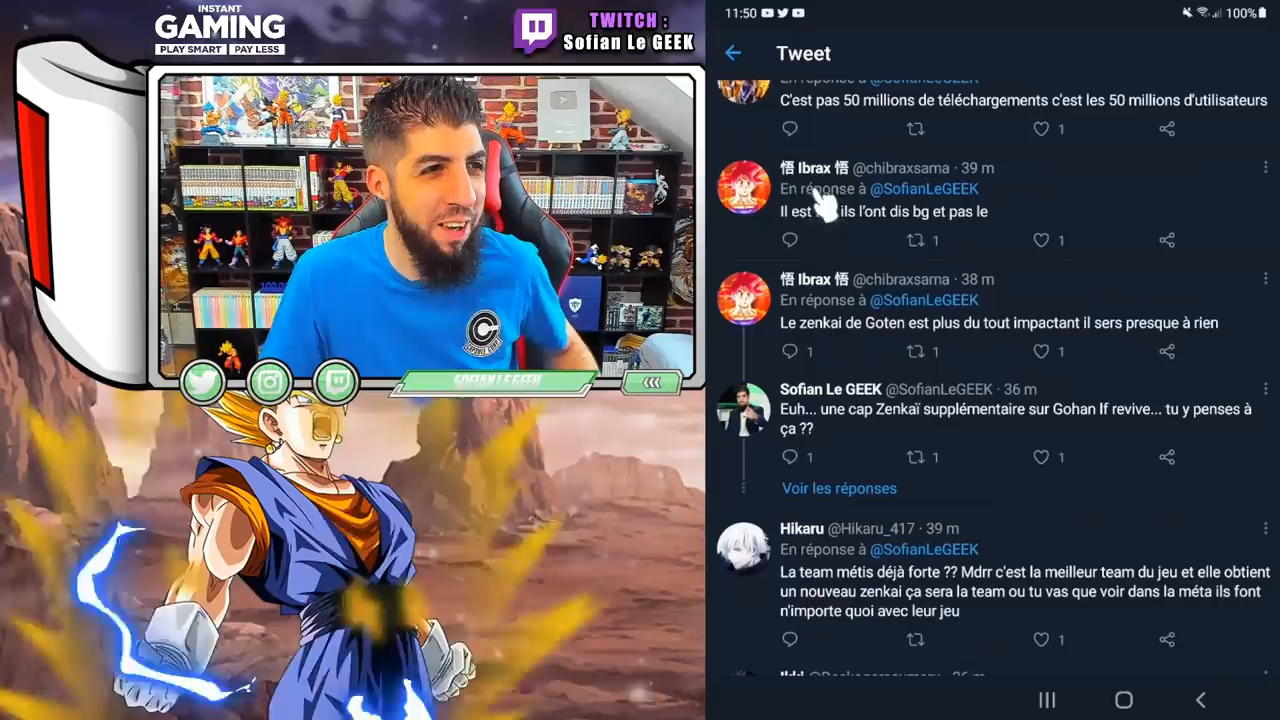 INSTANT
GAMING
PLAY SMART | PAY LESS
TWITCH :
Sofian Le GEEK
SOFIAN LE GEEK
11:50
100%
Tweet
En réponse à @SofianLeGEEK
C'est pas 50 millions de téléchargements c'est les 50 millions d'utilisateurs
1
悟 Ibrax 悟 @chibraxsama · 39 m
En réponse à @SofianLeGEEK
Il est ils l'ont dis bg et pas le
1 1
悟 Ibrax 悟 @chibraxsama · 38 m
En réponse à @SofianLeGEEK
Le zenkai de Goten est plus du tout impactant il sers presque à rien
1 1 1
Sofian Le GEEK @SofianLeGEEK · 36 m
Euh... une cap Zenkaï supplémentaire sur Gohan lf revive... tu y penses à
ça ??
1 1 1
Voir les réponses
Hikaru @Hikaru_417 · 39 m
En réponse à @SofianLeGEEK
La team métis déjà forte ?? Mdrr c'est la meilleur team du jeu et elle obtient
un nouveau zenkai ça sera la team ou tu vas que voir dans la méta ils font
n'importe quoi avec leur jeu
1